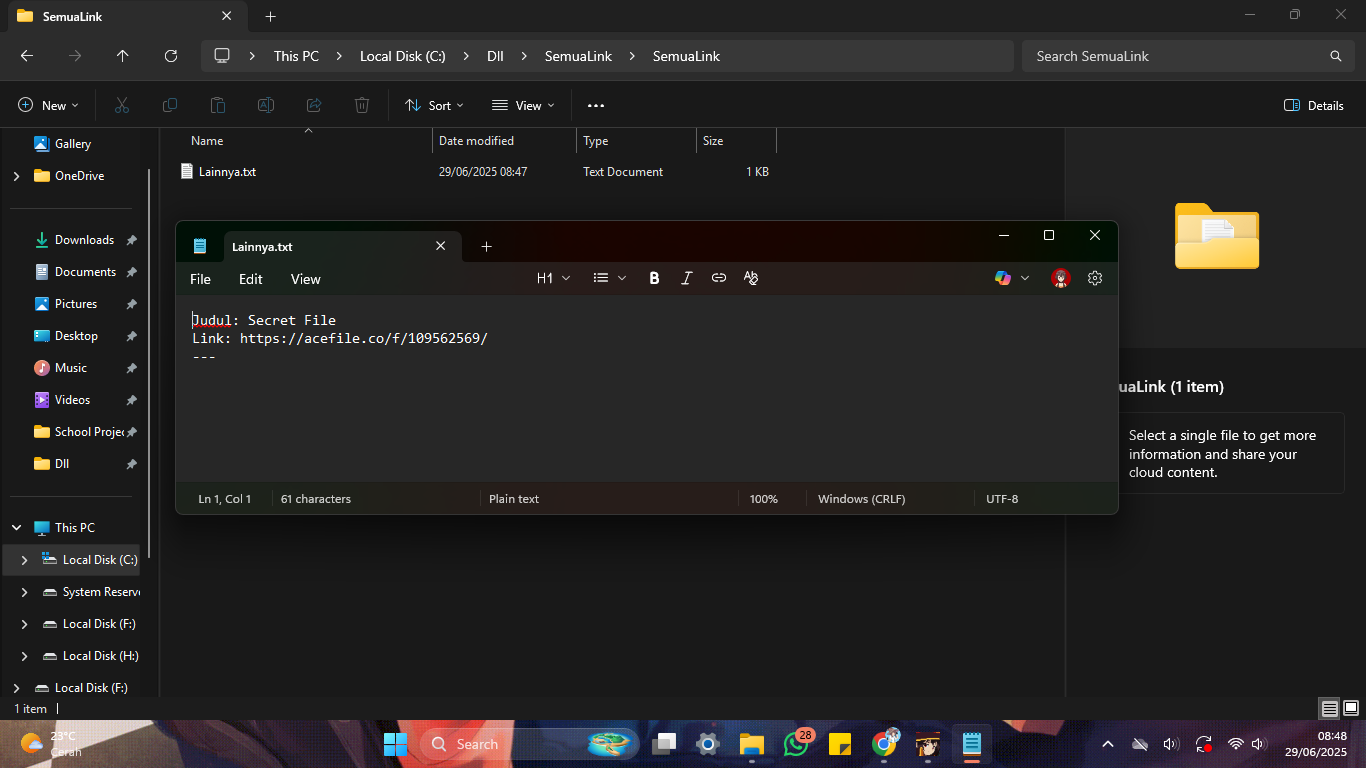 SemuaLink
This PC
Local Disk (C:)
Dll
SemuaLink
SemuaLink
Search SemuaLink
New
Sort
View
Details
Gallery
OneDrive
Downloads
Documents
Pictures
Desktop
Music
Videos
School Projec
Dll
This PC
Local Disk (C:)
System Reserv
Local Disk (F:)
Local Disk (H:)
Local Disk (F:)
Name
Date modified
Type
Size
Lainnya.txt
29/06/2025 08:47
Text Document
1 KB
Lainnya.txt
File
Edit
View
H1
B
I
Judul: Secret File
Link: https://acefile.co/f/109562569/
---
Ln 1, Col 1
61 characters
Plain text
100%
Windows (CRLF)
UTF-8
uaLink (1 item)
Select a single file to get more
information and share your
cloud content.
1 item
23°C
Cerah
Search
28
08:48
29/06/2025